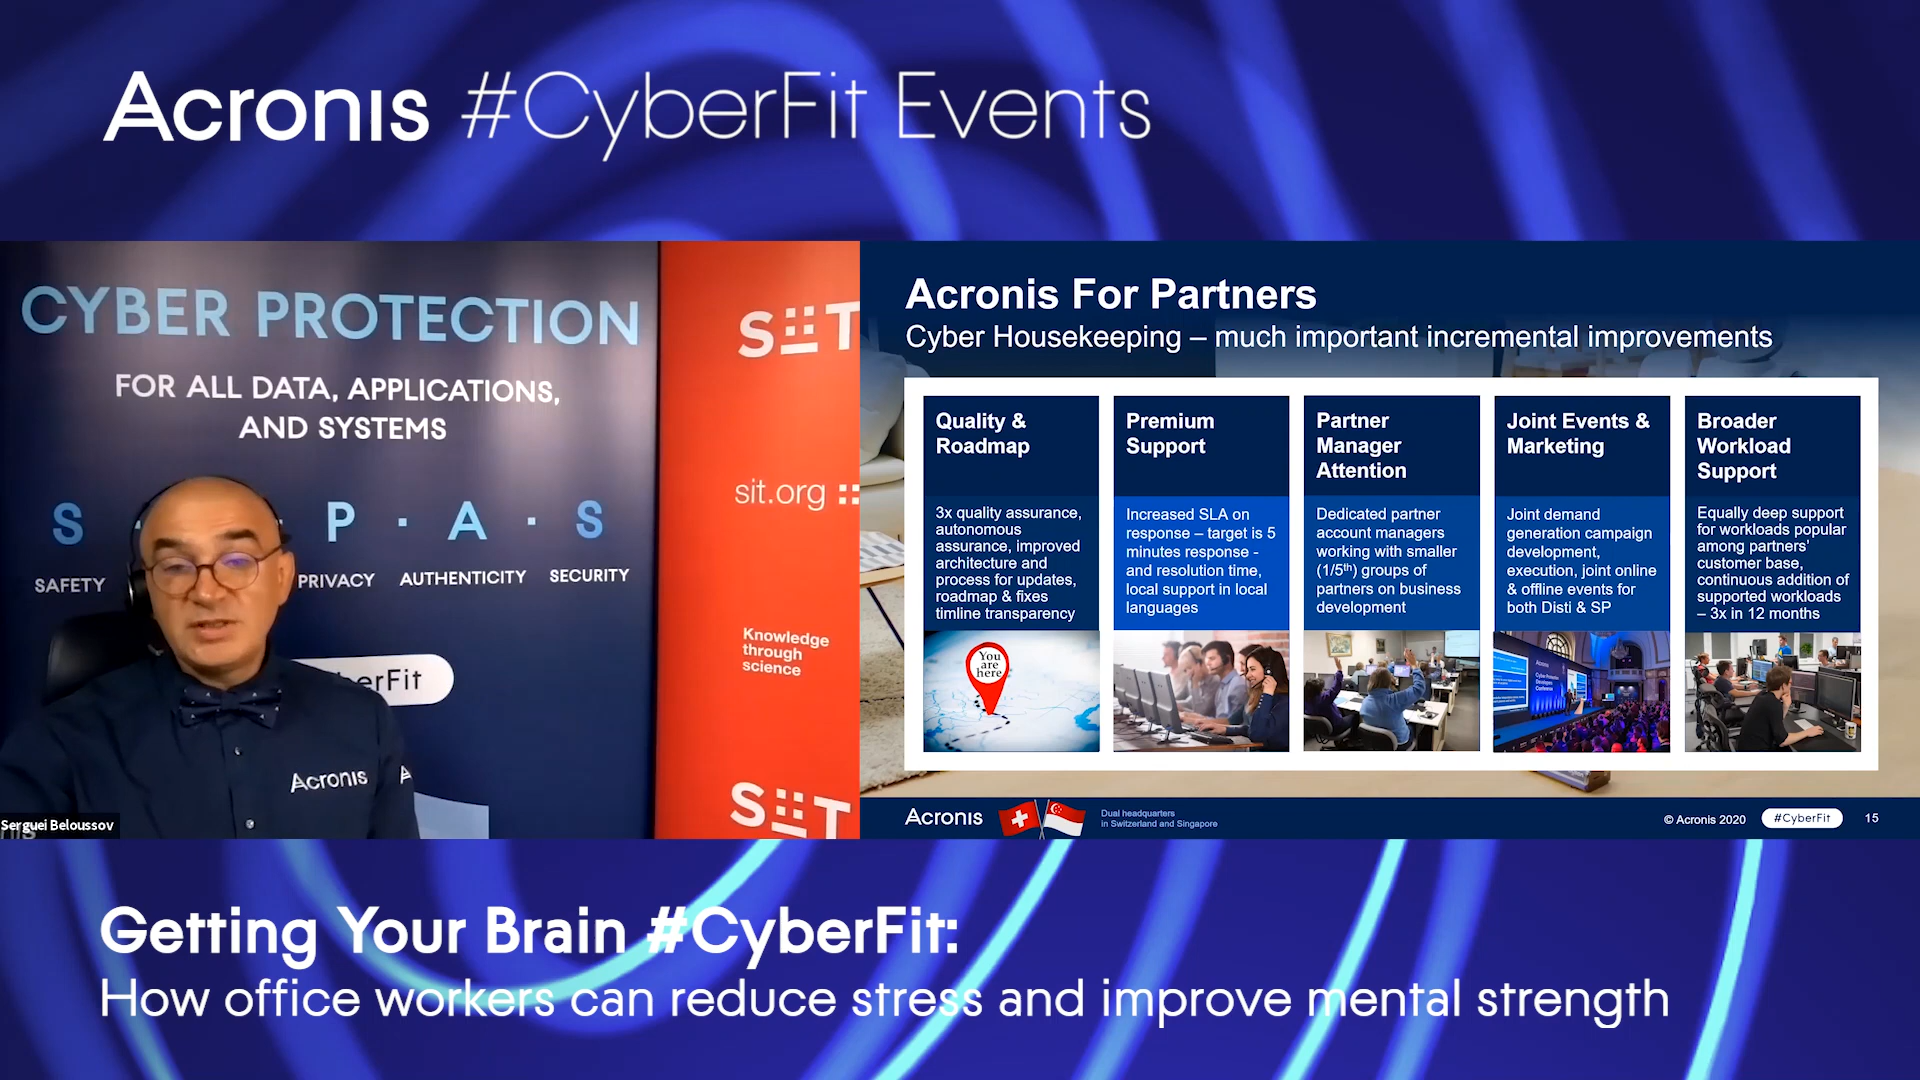 Acronis #CyberFit Events
CYBER PROTECTION
FOR ALL DATA, APPLICATIONS,
AND SYSTEMS
S · P · A · S
SAFETY PRIVACY AUTHENTICITY SECURITY
erFit
Acronis
A
Serguei Beloussov
SIT
sit.org
Knowledge
through
science
SIT
Acronis For Partners
Cyber Housekeeping – much important incremental improvements
Quality &
Roadmap
3x quality assurance,
autonomous
assurance, improved
architecture and
process for updates,
roadmap & fixes
timline transparency
You
are
here
Premium
Support
Increased SLA on
response – target is 5
minutes response -
and resolution time,
local support in local
languages
Partner
Manager
Attention
Dedicated partner
account managers
working with smaller
(1/5th) groups of
partners on business
development
Joint Events &
Marketing
Joint demand
generation campaign
development,
execution, joint online
& offline events for
both Disti & SP
Acronis
Cyber Protection
Developers
Conference
Broader
Workload
Support
Equally deep support
for workloads popular
among partners'
customer base,
continuous addition of
supported workloads
– 3x in 12 months
Acronis
Dual headquarters
in Switzerland and Singapore
© Acronis 2020
#CyberFit
15
Getting Your Brain #CyberFit:
How office workers can reduce stress and improve mental strength